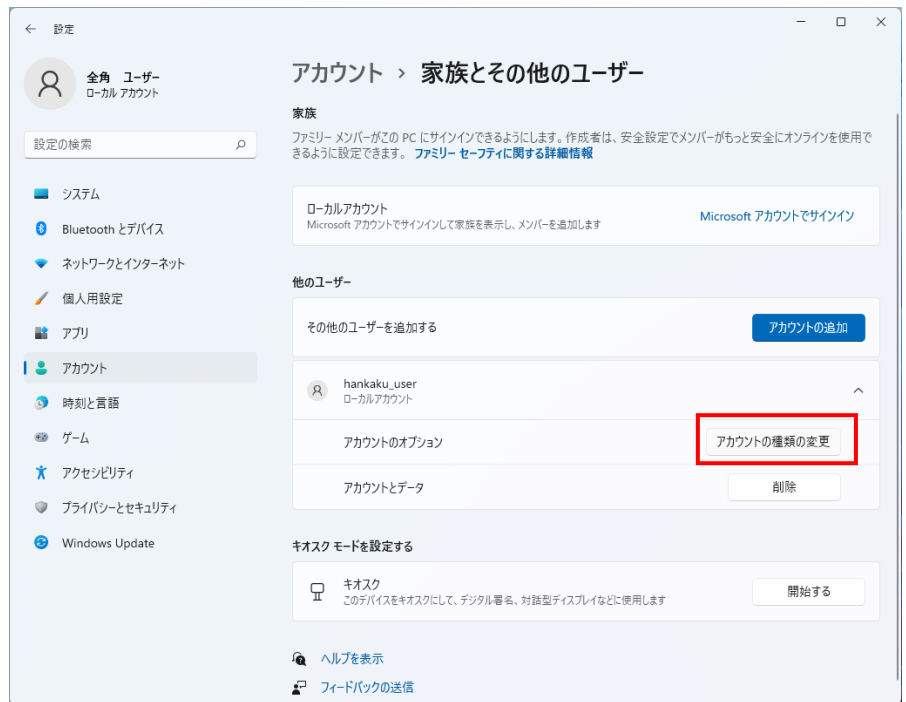 設定
全角　ユーザー
ローカル アカウント
設定の検索
システム
Bluetooth とデバイス
ネットワークとインターネット
個人用設定
アプリ
アカウント
時刻と言語
ゲーム
アクセシビリティ
プライバシーとセキュリティ
Windows Update
アカウント › 家族とその他のユーザー
家族
ファミリー メンバーがこの PC にサインインできるようにします。作成者は、安全設定でメンバーがもっと安全にオンラインを使用で
きるように設定できます。 ファミリー セーフティに関する詳細情報
ローカルアカウント
Microsoft アカウントでサインインして家族を表示し、メンバーを追加します
Microsoft アカウントでサインイン
他のユーザー
その他のユーザーを追加する
アカウントの追加
hankaku_user
ローカルアカウント
アカウントのオプション
アカウントの種類の変更
アカウントとデータ
削除
キオスク モードを設定する
キオスク
このデバイスをキオスクにして、デジタル署名、対話型ディスプレイなどに使用します
開始する
ヘルプを表示
フィードバックの送信